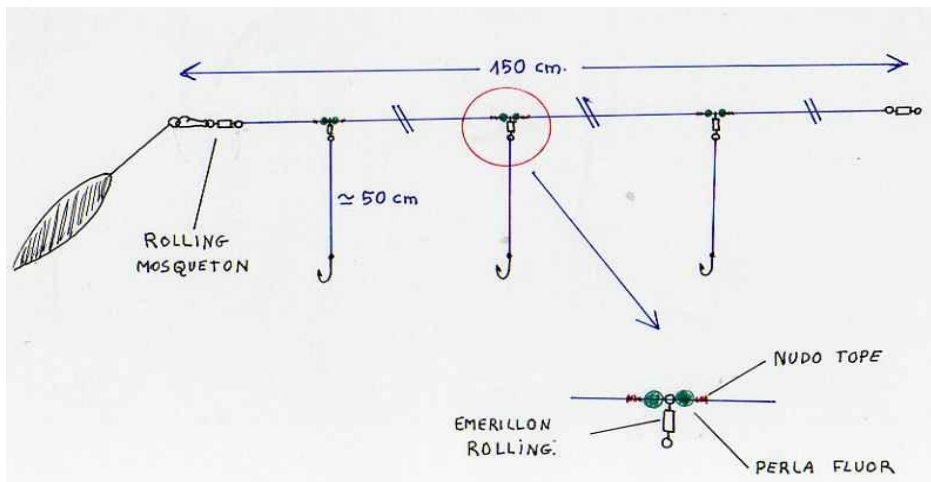 150 cm.
≃ 50 cm
ROLLING
MOSQUETON
NUDO TOPE
EMERILLON
ROLLING.
PERLA FLUOR